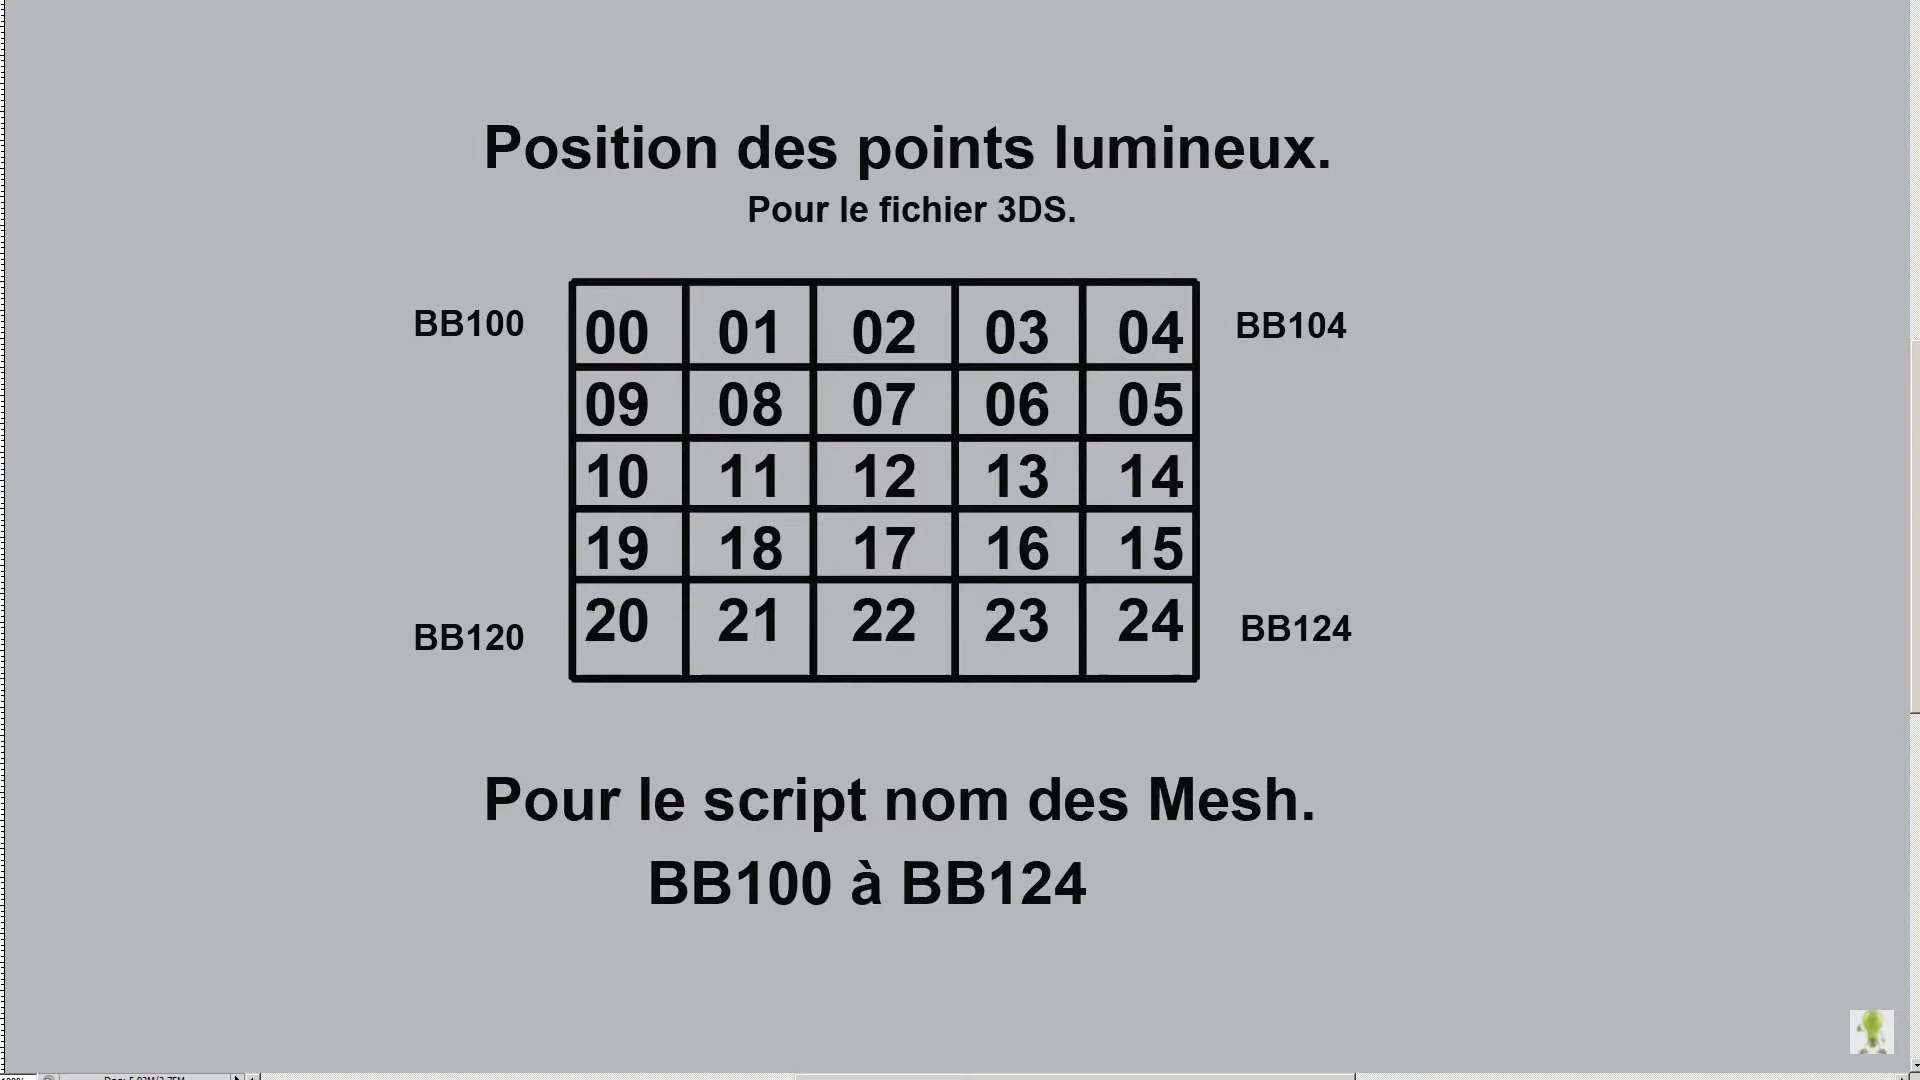 Position des points lumineux.
Pour le fichier 3DS.
BB100 00 01 02 03 04 BB104
09 08 07 06 05
10 11 12 13 14
19 18 17 16 15
BB120 20 21 22 23 24 BB124
Pour le script nom des Mesh.
BB100 à BB124